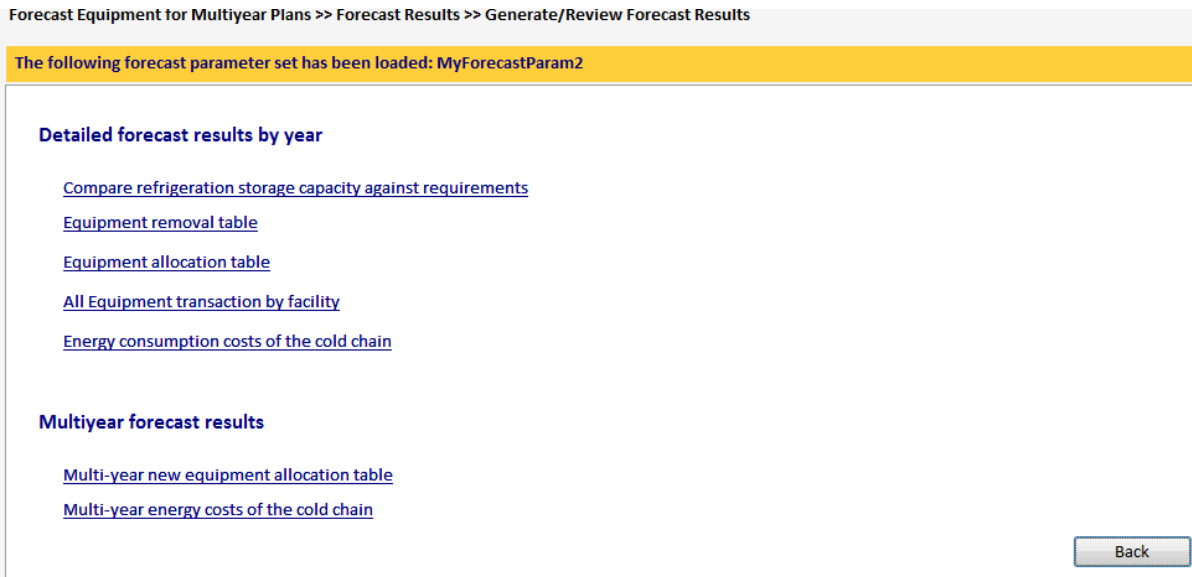 Forecast Equipment for Multiyear Plans >> Forecast Results >> Generate/Review Forecast Results
The following forecast parameter set has been loaded: MyForecastParam2
Detailed forecast results by year
Compare refrigeration storage capacity against requirements
Equipment removal table
Equipment allocation table
All Equipment transaction by facility
Energy consumption costs of the cold chain
Multiyear forecast results
Multi-year new equipment allocation table
Multi-year energy costs of the cold chain
Back